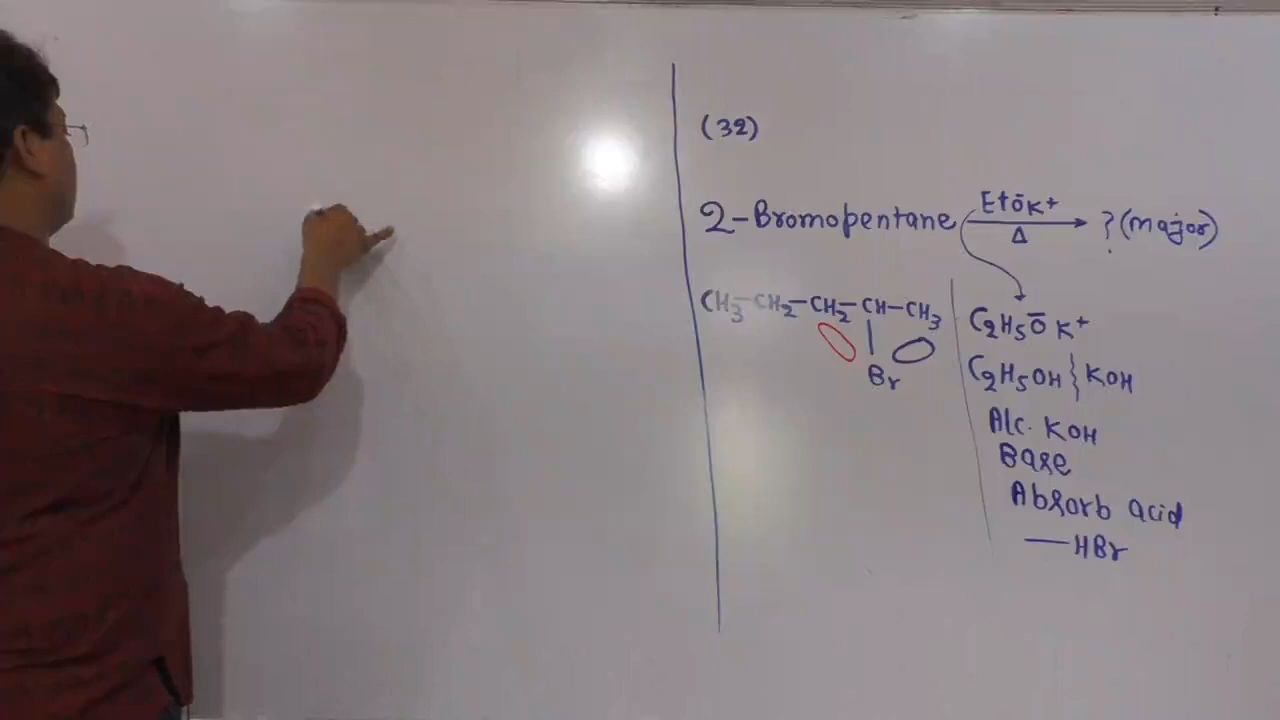 (32)
2-Bromopentane EtŌK⁺ Δ ? (major)
CH₃-CH₂-CH₂-CH-CH₃
Br
C₂H₅Ō K⁺
C₂H₅OH } KOH
Alc. KOH
Base
Absorb acid
—HBr